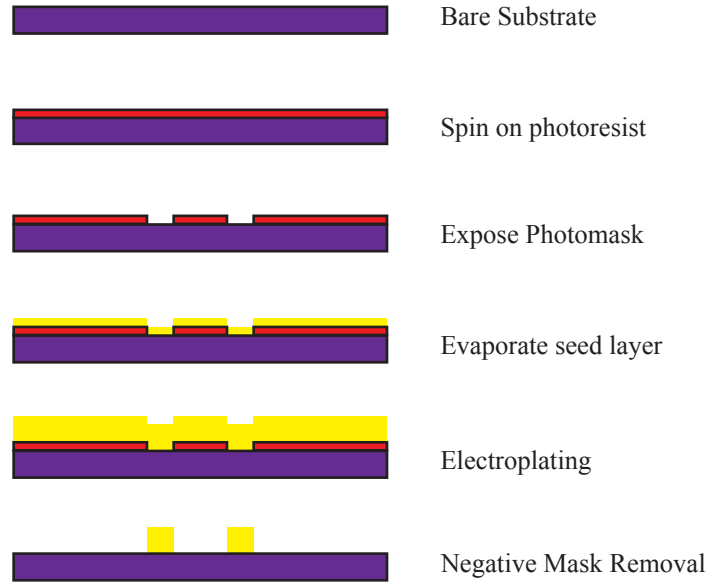 Bare Substrate
Spin on photoresist
Expose Photomask
Evaporate seed layer
Electroplating
Negative Mask Removal